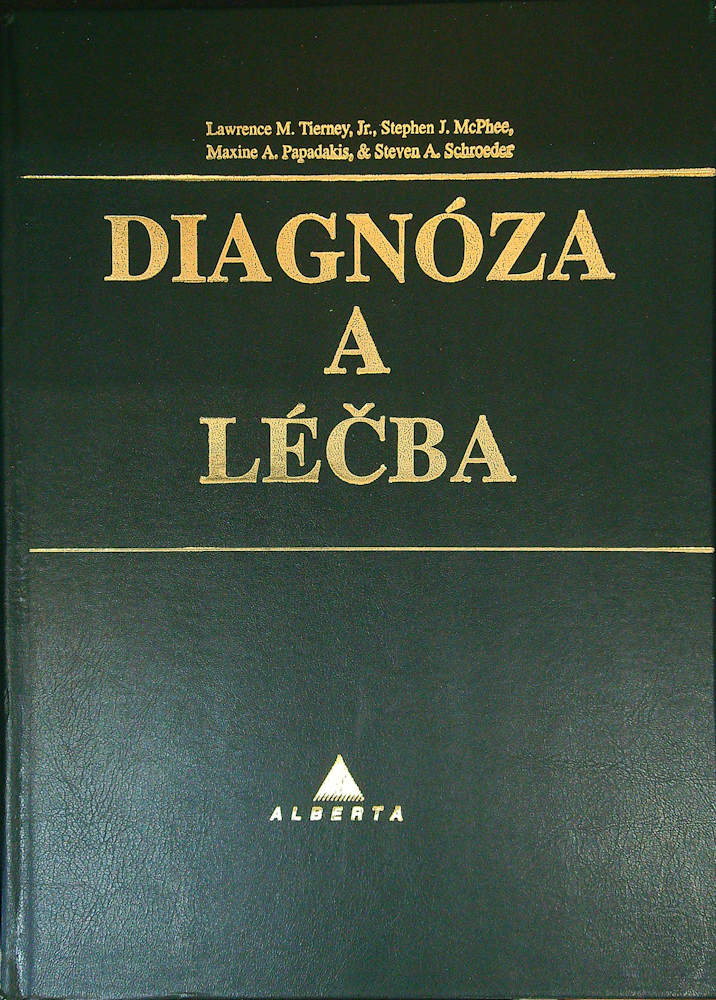 Lawrence M. Tierney, Jr., Stephen J. McPhee,
Maxine A. Papadakis, & Steven A. Schroeder
DIAGNÓZA
A
LÉČBA
ALBERTA